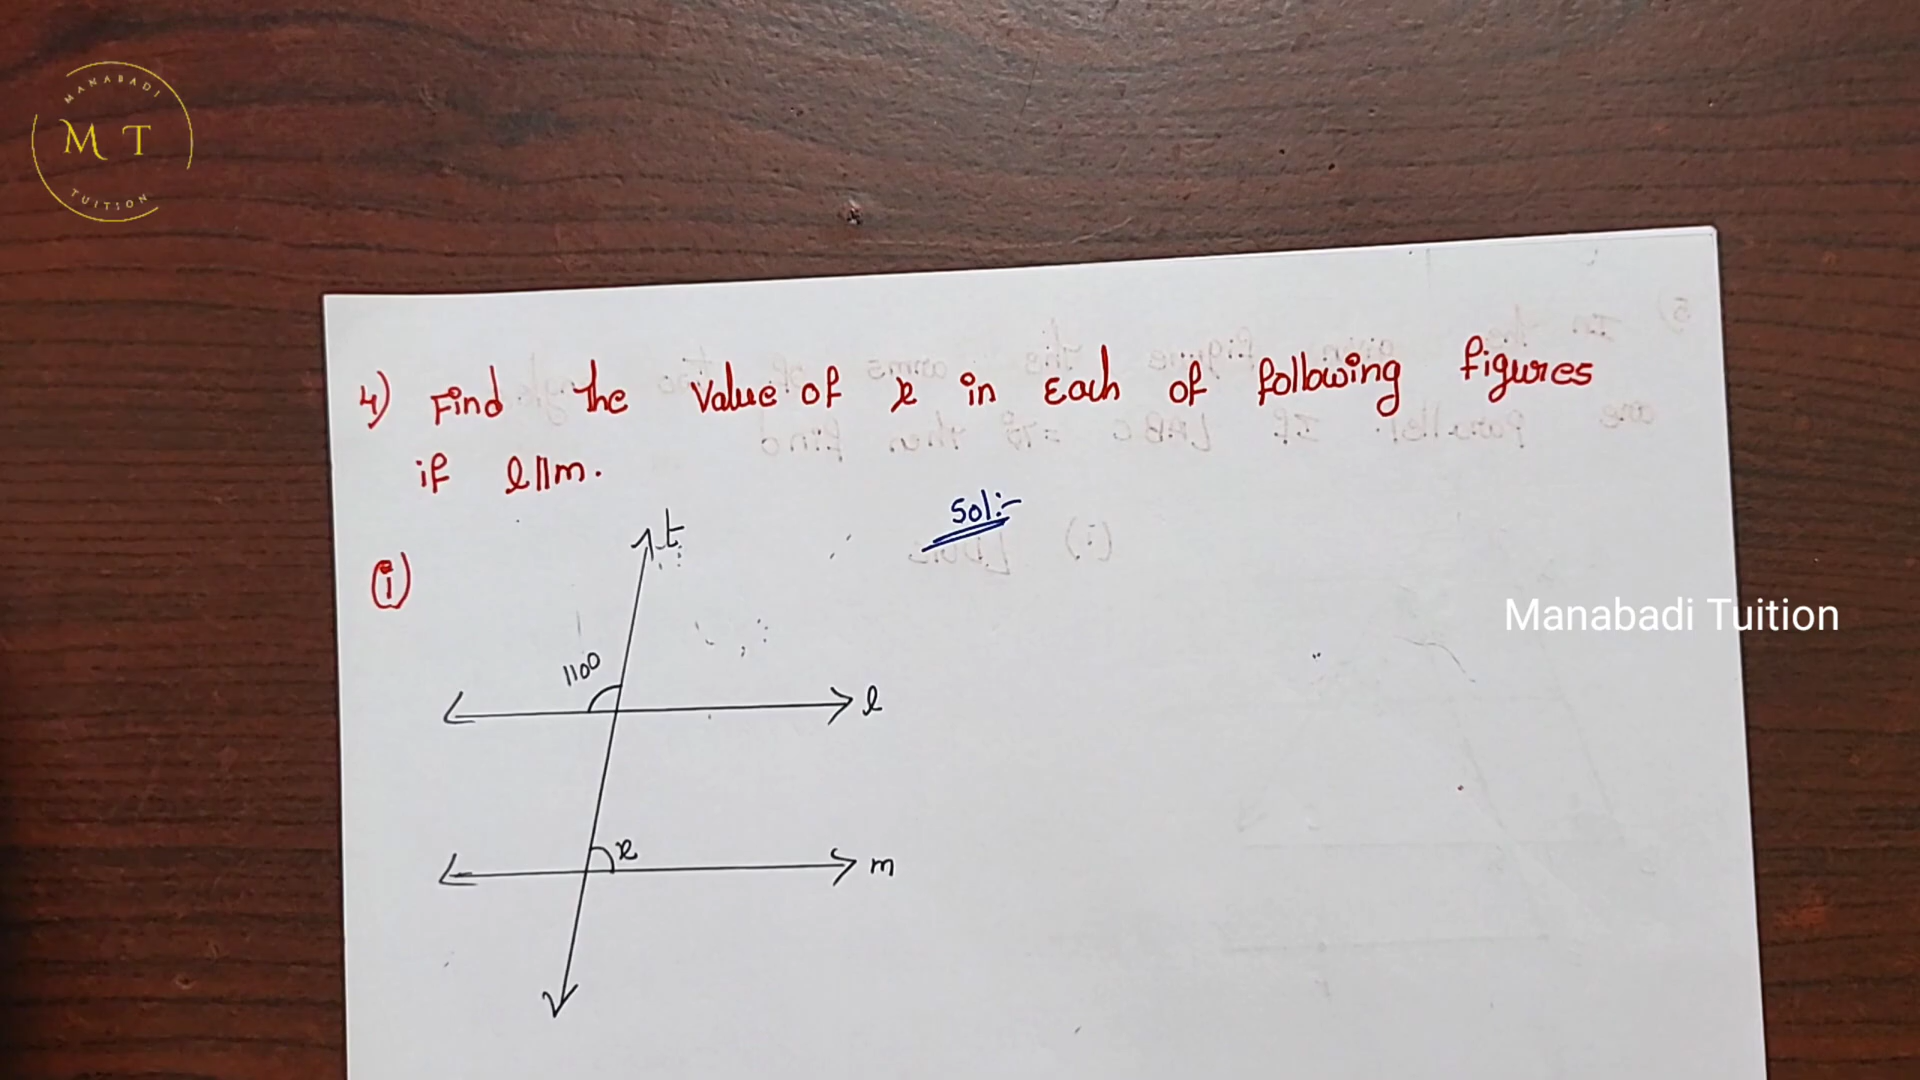 MANABADI
M T
TUITION
4) Find the Value of x in Each of following figures
if l||m.
Sol:-
(i)
t
110°
l
x
m
Manabadi Tuition